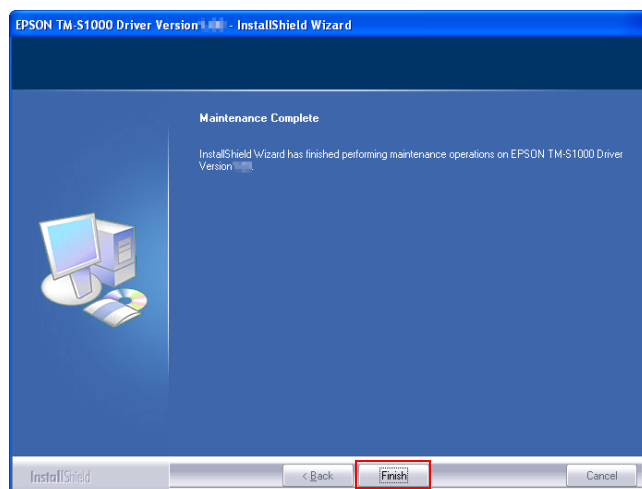 EPSON TM-S1000 Driver Version - InstallShield Wizard
Maintenance Complete
InstallShield Wizard has finished performing maintenance operations on EPSON TM-S1000 Driver
Version
InstallShield
< Back
Finish
Cancel